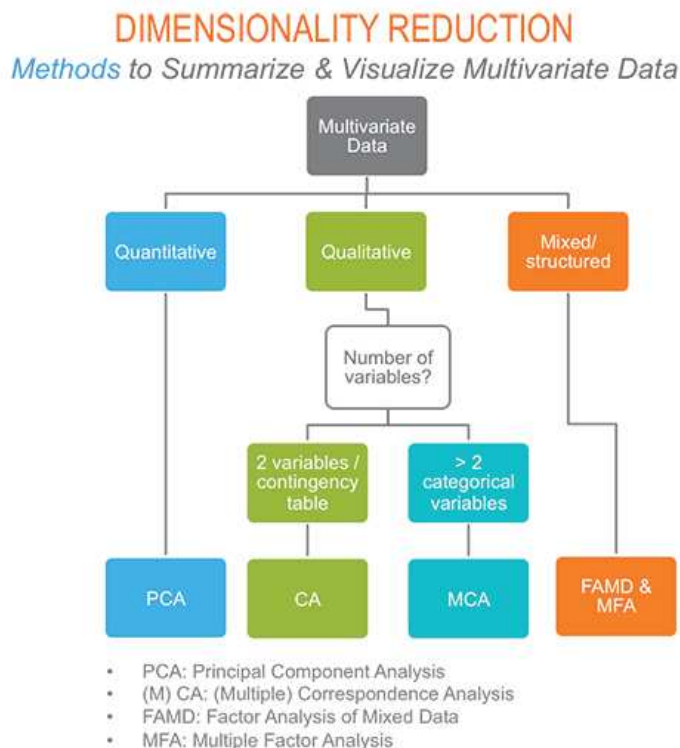 DIMENSIONALITY REDUCTION
Methods to Summarize & Visualize Multivariate Data
Multivariate
Data
Quantitative
Qualitative
Mixed/
structured
Number of
variables?
2 variables /
contingency
table
> 2
categorical
variables
PCA
CA
MCA
FAMD &
MFA
• PCA: Principal Component Analysis
• (M) CA: (Multiple) Correspondence Analysis
• FAMD: Factor Analysis of Mixed Data
• MFA: Multiple Factor Analysis